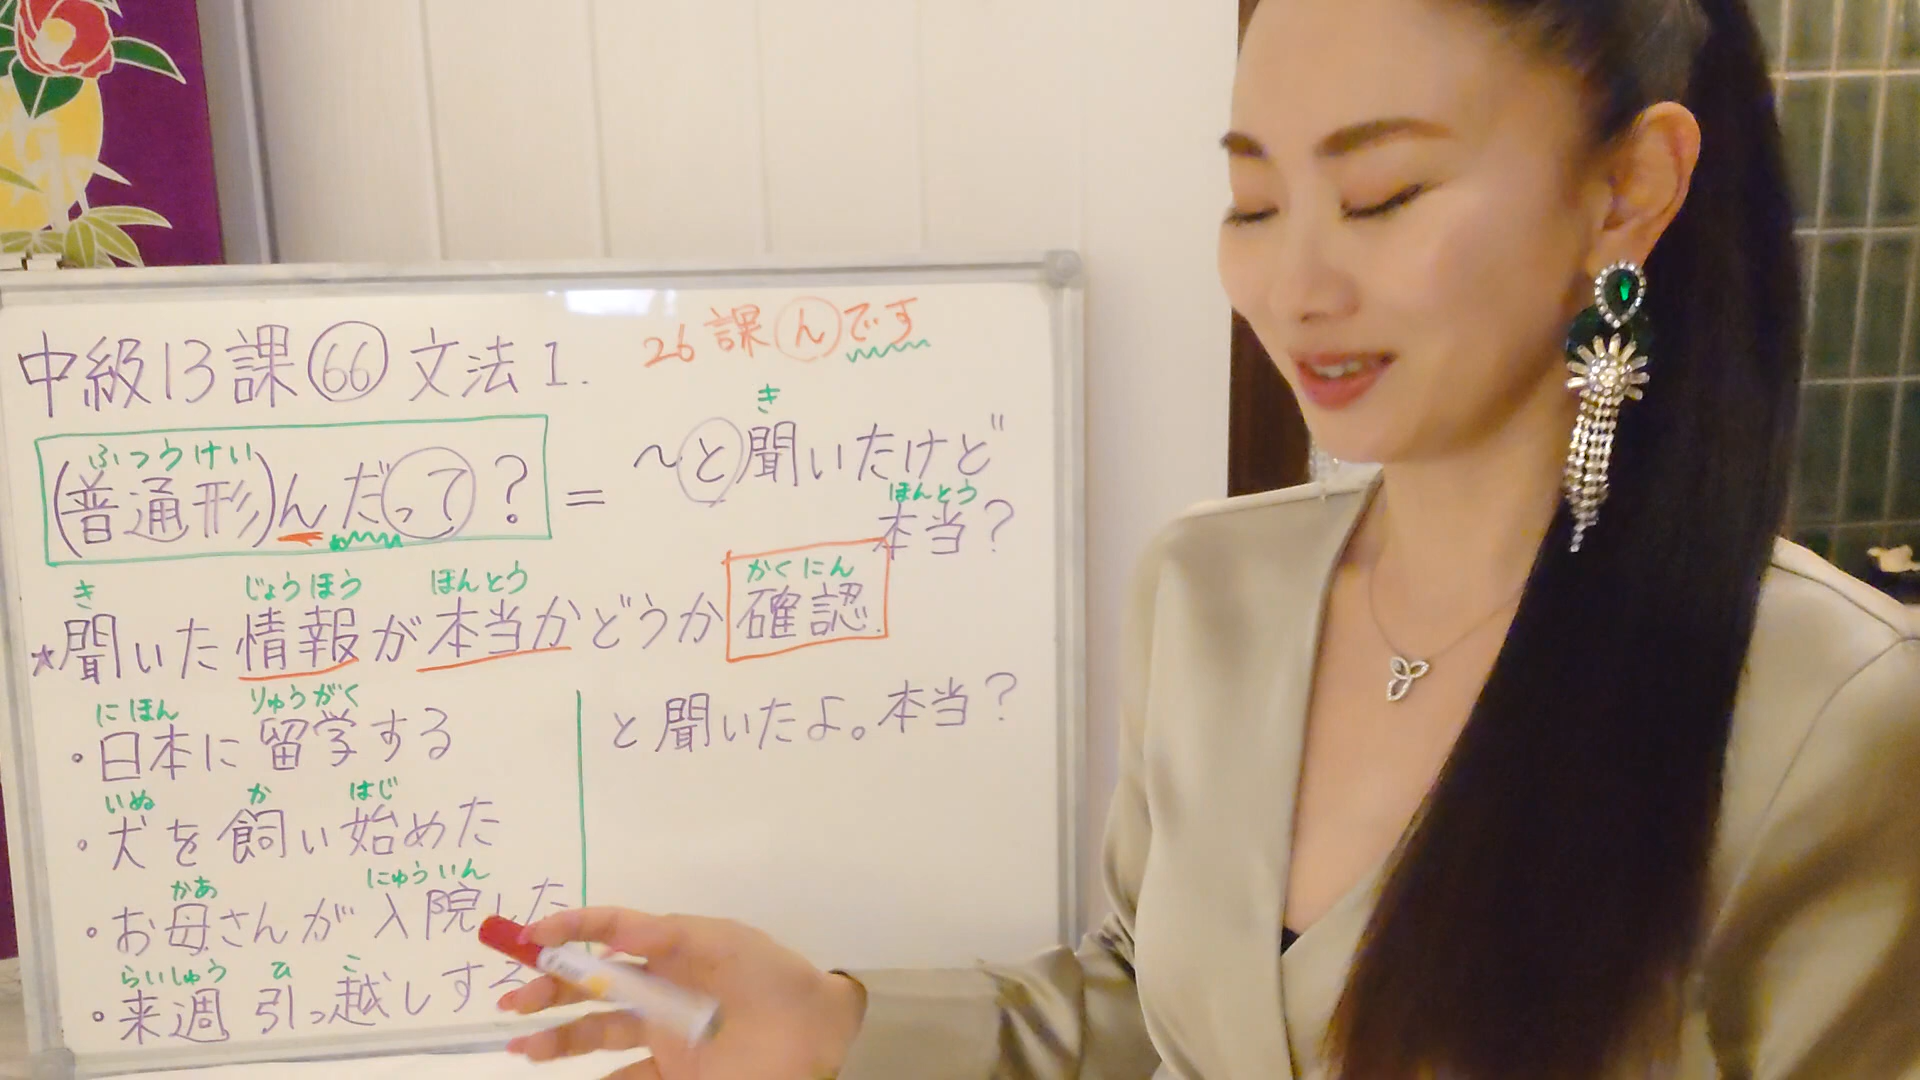 中級13課 66 文法1.
26課んです
ふつうけい
(普通形)んだって? =
き
~と聞いたけど
ほんとう
本当?
き じょうほう ほんとう かくにん
★聞いた情報が本当かどうか確認.
にほん りゅうがく
・日本に留学する
と聞いたよ。本当?
いぬ か はじ
・犬を飼い始めた
かあ にゅういん
・お母さんが入院した
らいしゅう ひ こ
・来週引っ越しする